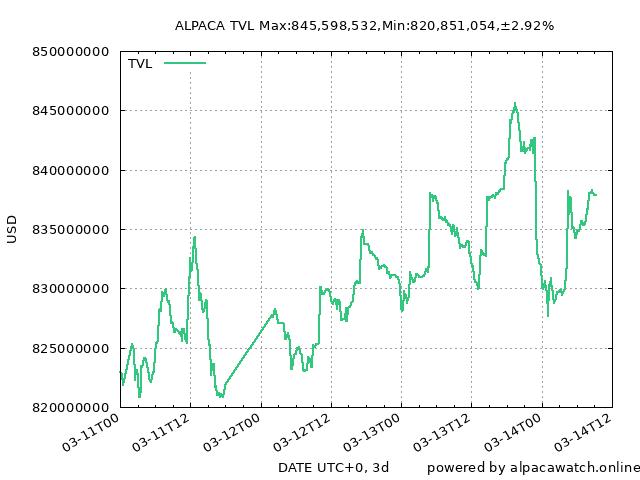 ALPACA TVL Max:845,598,532,Min:820,851,054,±2.92%
850000000
TVL
845000000
840000000
835000000
USD
830000000
825000000
820000000
03-11T00
03-11T12
03-12T00
03-12T12
03-13T00
03-13T12
03-14T00
03-14T12
DATE UTC+0, 3d
powered by alpacawatch.online